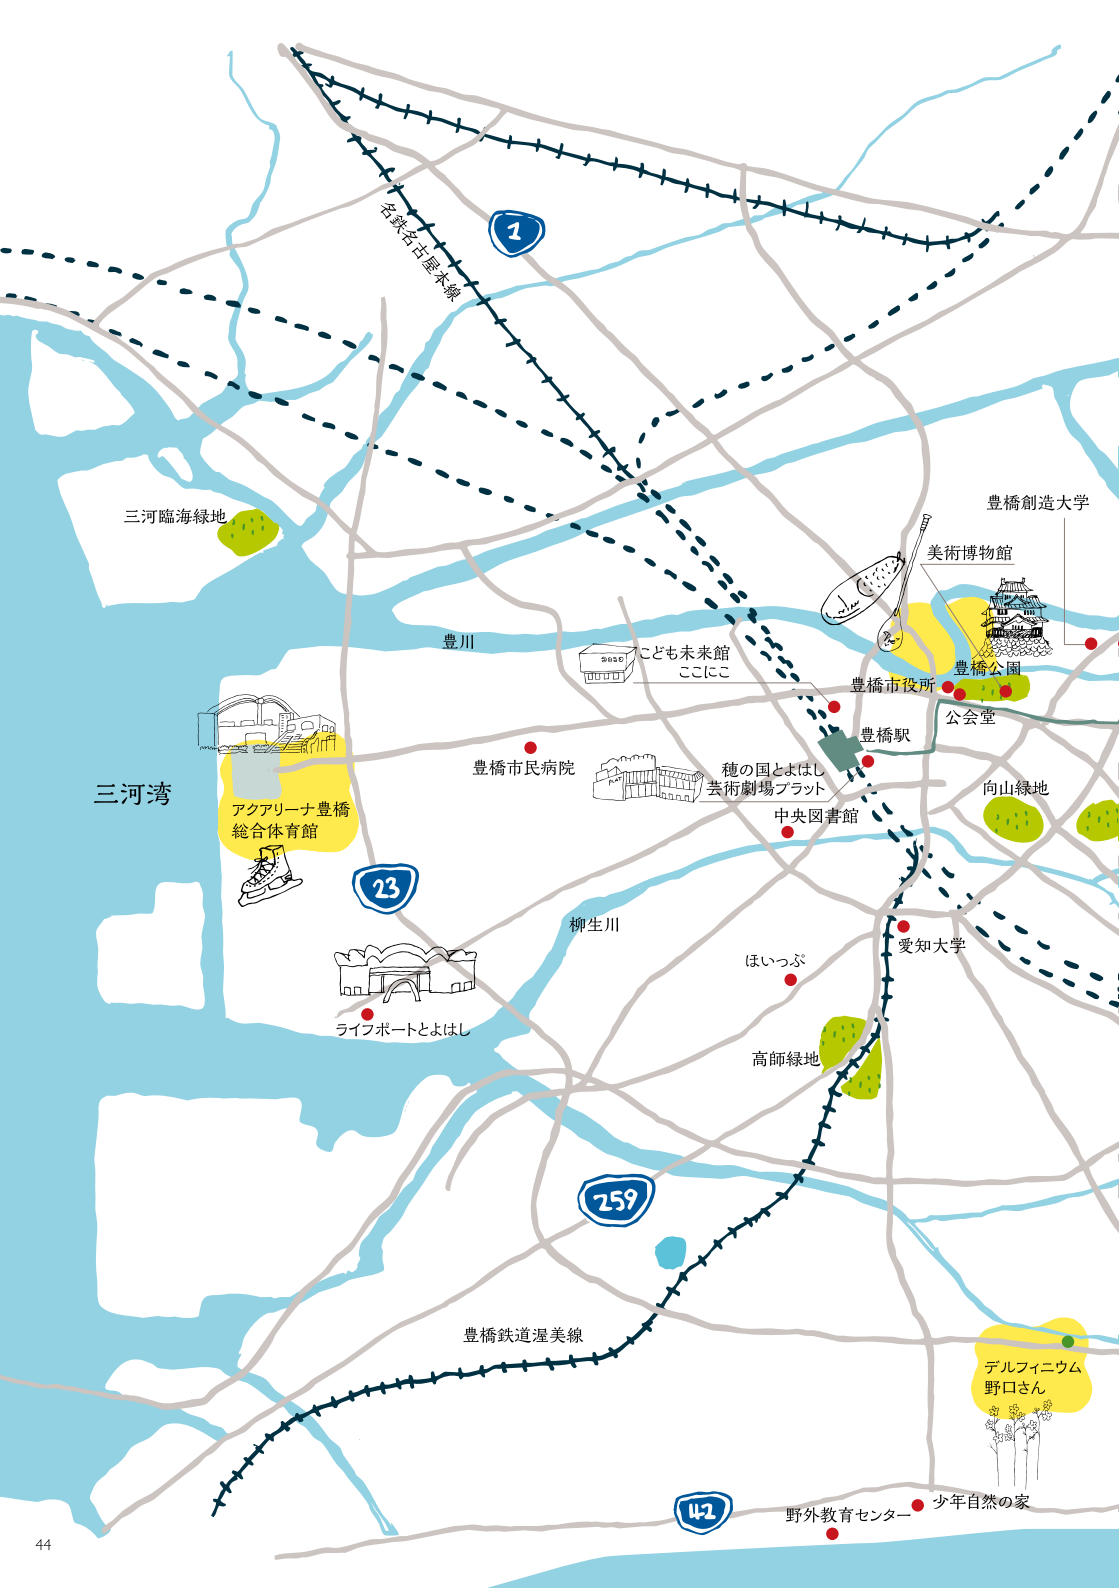 1
名鉄名古屋本線
豊橋創造大学
三河臨海緑地
美術博物館
豊川
こども未来館
ここにこ
豊橋公園
豊橋市役所
公会堂
豊橋駅
豊橋市民病院
穂の国とよはし
芸術劇場プラット
PLAT
三河湾
向山緑地
アクアリーナ豊橋
総合体育館
中央図書館
23
柳生川
愛知大学
ほいっぷ
ライフポートとよはし
高師緑地
259
豊橋鉄道渥美線
デルフィニウム
野口さん
42
少年自然の家
野外教育センター
44